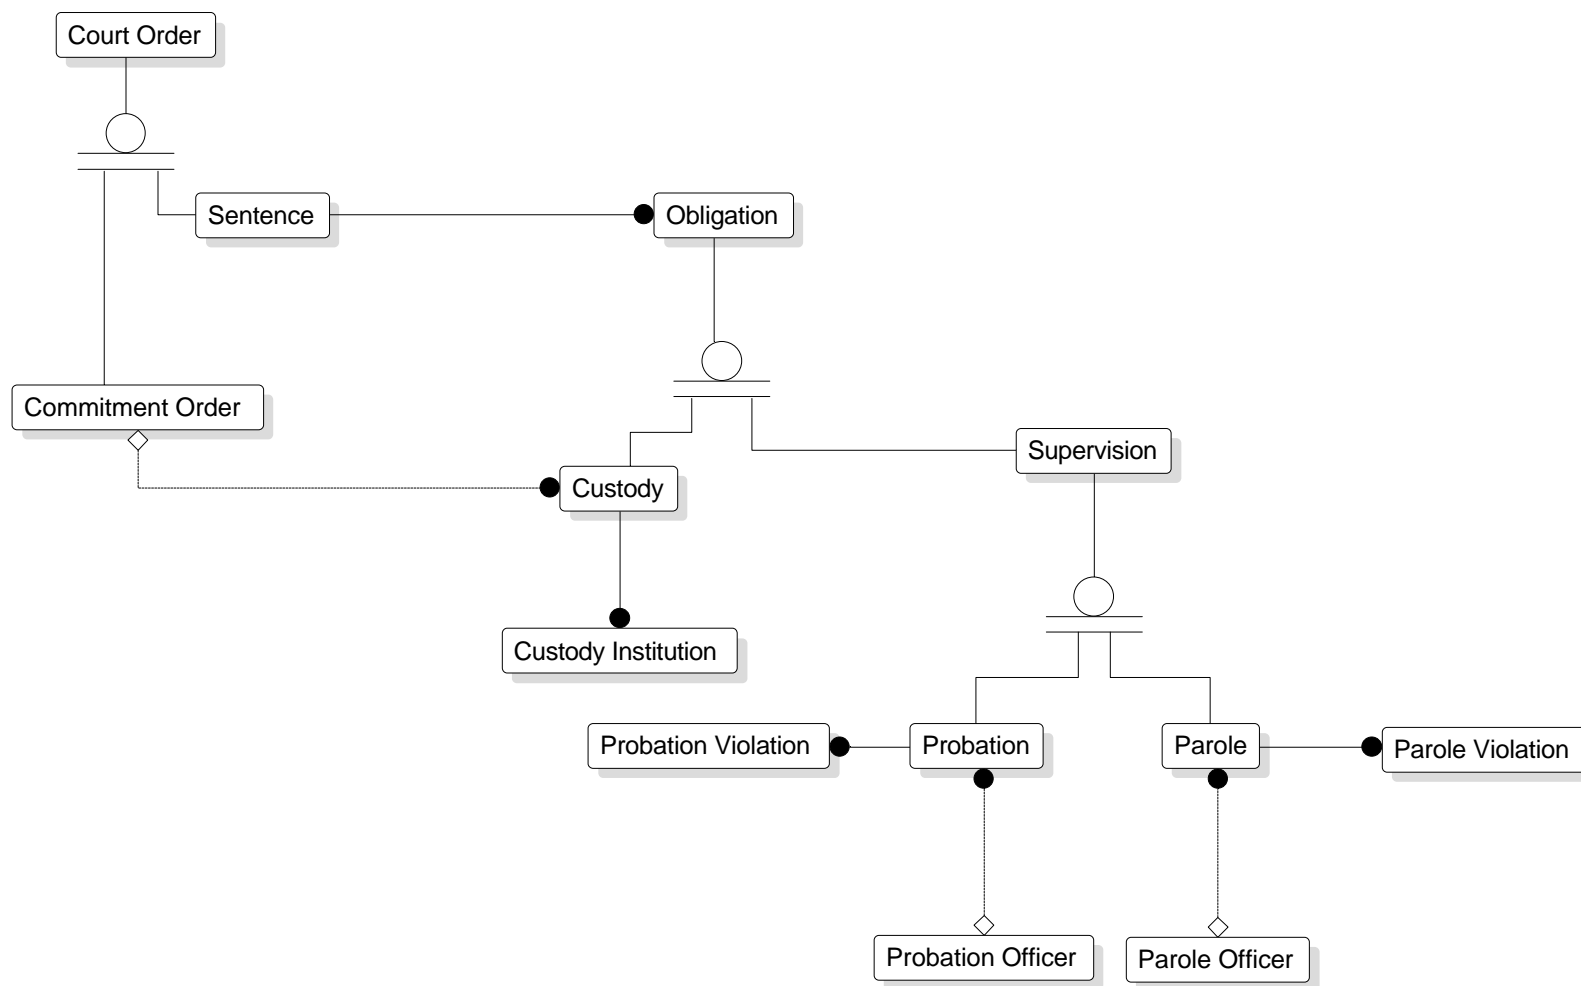 Court Order
Sentence
Obligation
Commitment Order
Supervision
Custody
Custody Institution
Probation Violation
Probation
Parole
Parole Violation
Probation Officer
Parole Officer